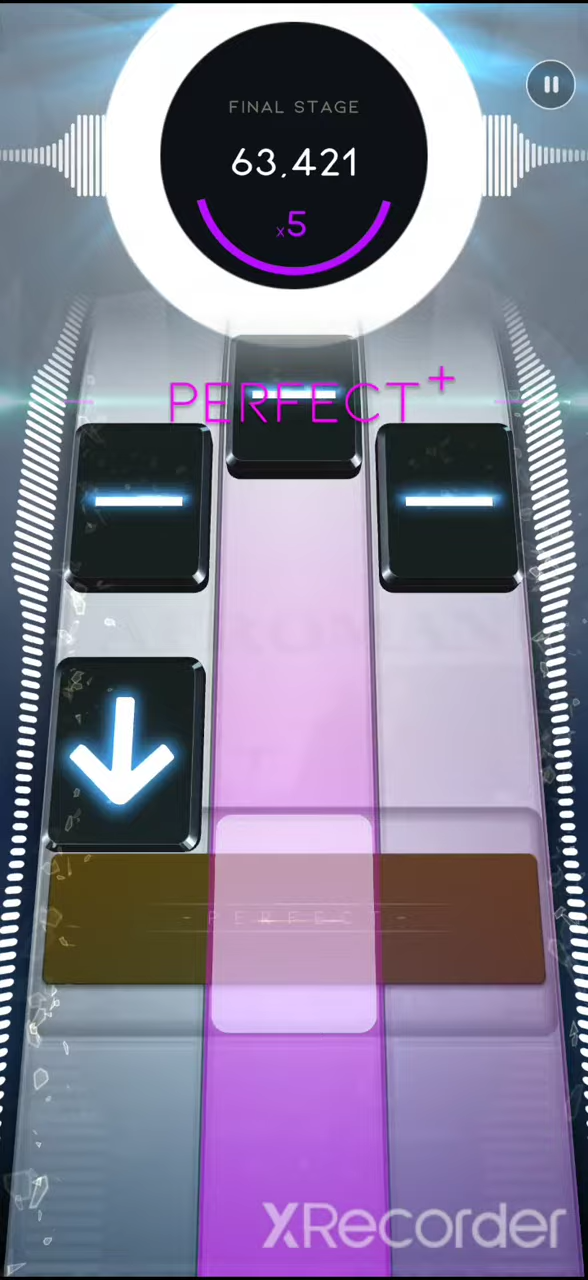 FINAL STAGE
63,421
x5
PERFECT+
- PERFECT -
XRecorder